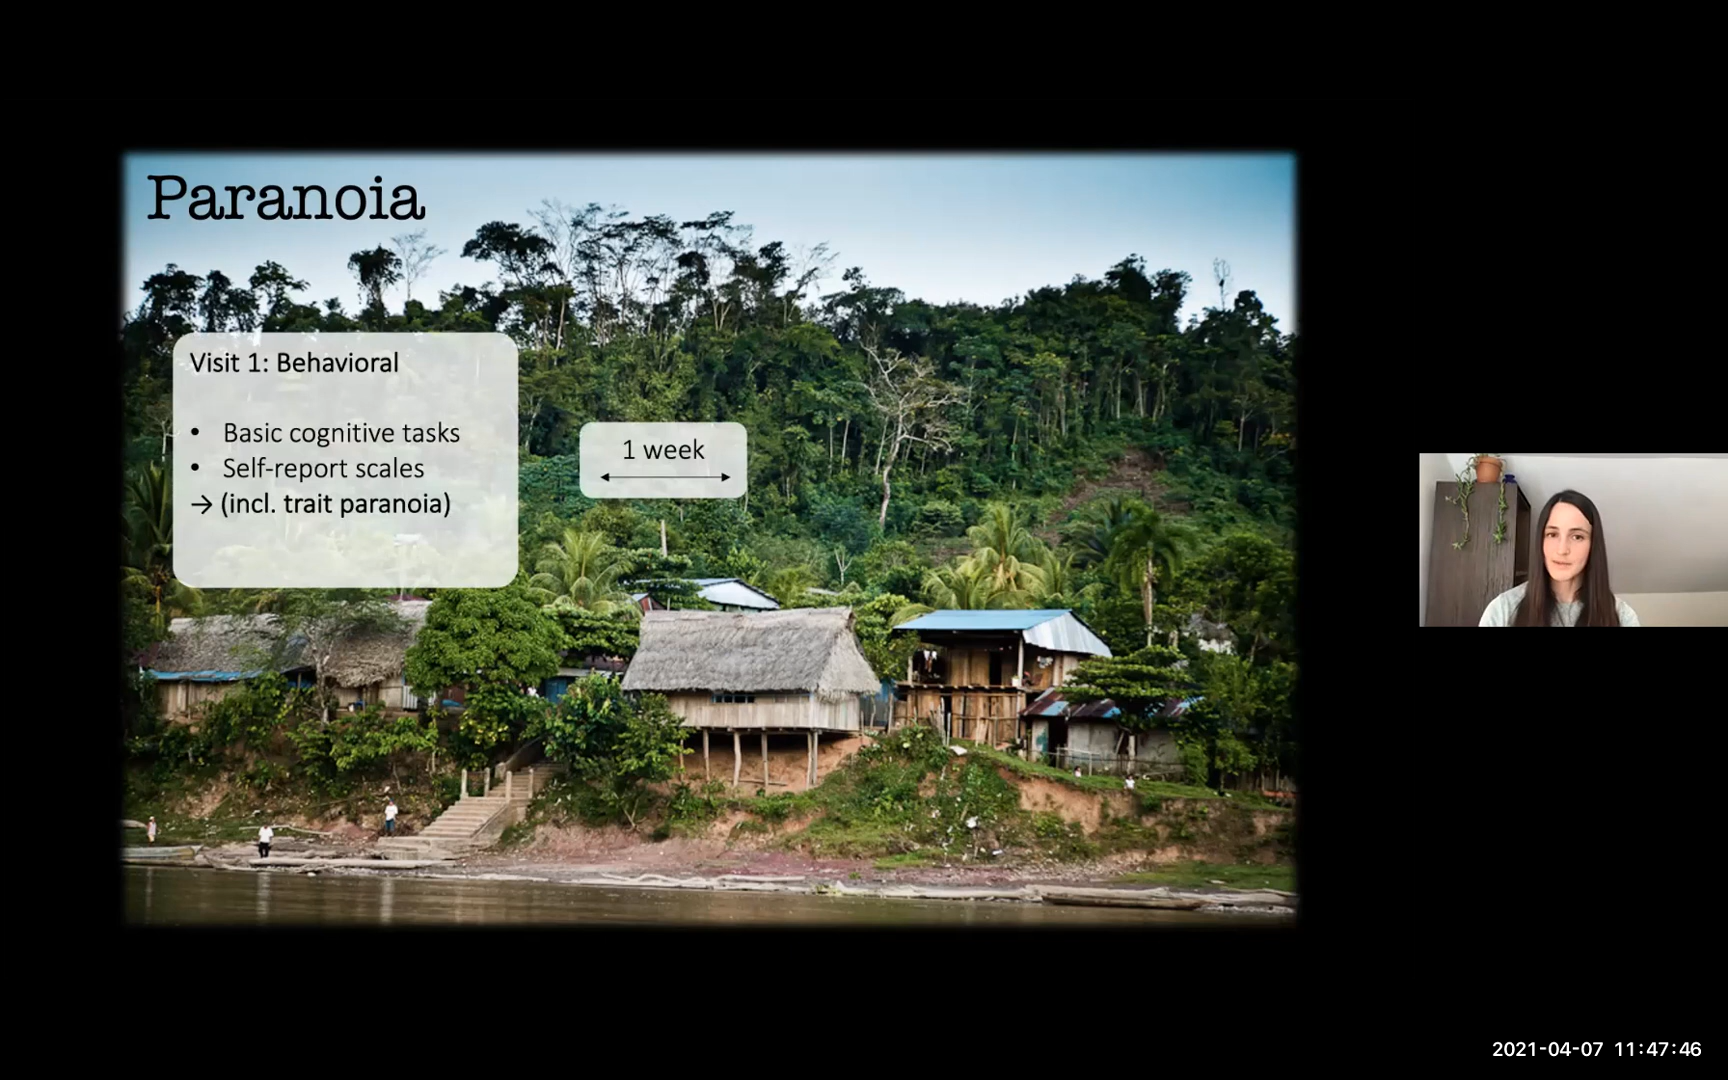 Paranoia
Visit 1: Behavioral
• Basic cognitive tasks
• Self-report scales
→ (incl. trait paranoia)
1 week
2021-04-07 11:47:46